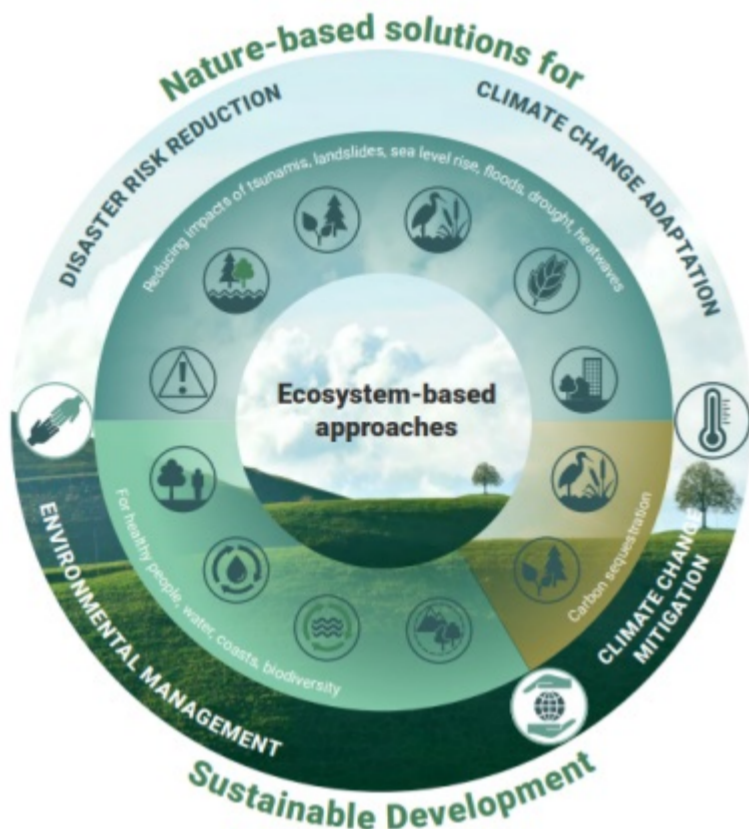 Nature-based solutions for
DISASTER RISK REDUCTION
CLIMATE CHANGE ADAPTATION
Reducing impacts of tsunamis, landslides, sea level rise, floods, drought, heatwaves
Ecosystem-based
approaches
For healthy people, water, coasts, biodiversity
Carbon sequestration
ENVIRONMENTAL MANAGEMENT
CLIMATE CHANGE
MITIGATION
Sustainable Development